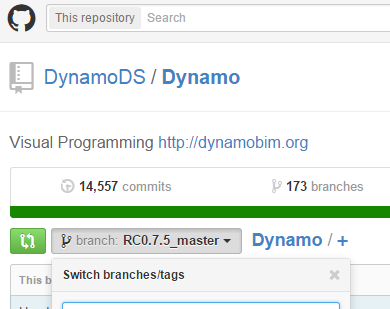 This repository Search
DynamoDS / Dynamo
Visual Programming http://dynamobim.org
14,557 commits 173 branches
branch: RC0.7.5_master Dynamo / +
Switch branches/tags
This b